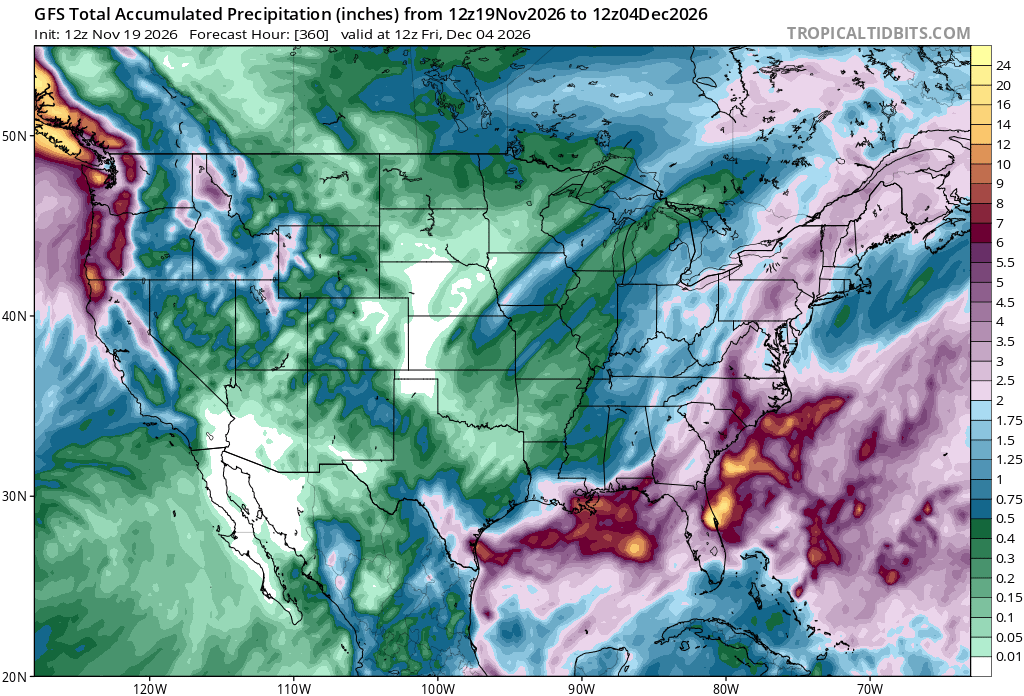 GFS Total Accumulated Precipitation (inches) from 12z19Nov2026 to 12z04Dec2026
Init: 12z Nov 19 2026 Forecast Hour: [360] valid at 12z Fri, Dec 04 2026
TROPICALTIDBITS.COM
24
20
16
14
12
10
9
8
7
6
5.5
5
4.5
4
3.5
3
2.5
2
1.75
1.5
1.25
1
0.75
0.5
0.4
0.3
0.2
0.15
0.1
0.05
0.01
50N
40N
30N
20N
120W
110W
100W
90W
80W
70W